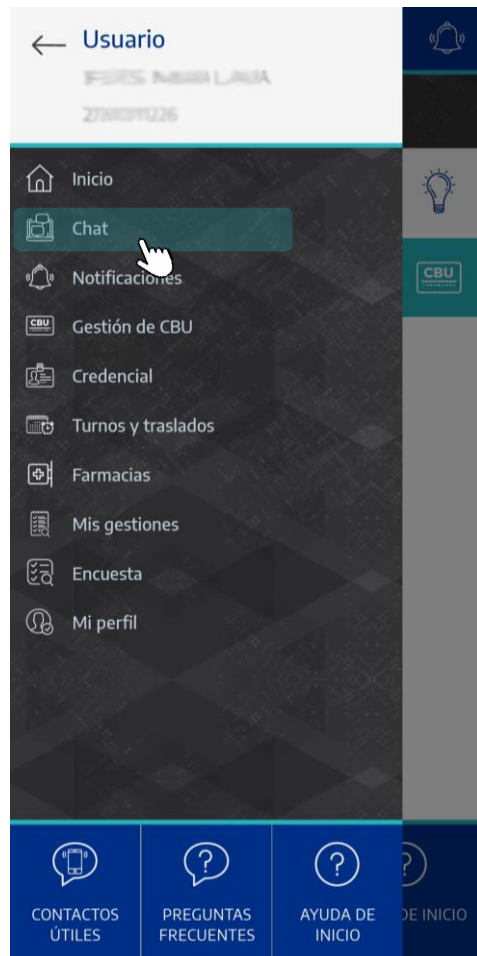 Usuario
Inicio
Chat
Notificaciones
CBU
Gestión de CBU
CBU
Credencial
Turnos y traslados
Farmacias
Mis gestiones
Encuesta
Mi perfil
CONTACTOS
ÚTILES
PREGUNTAS
FRECUENTES
AYUDA DE
INICIO
DE INICIO